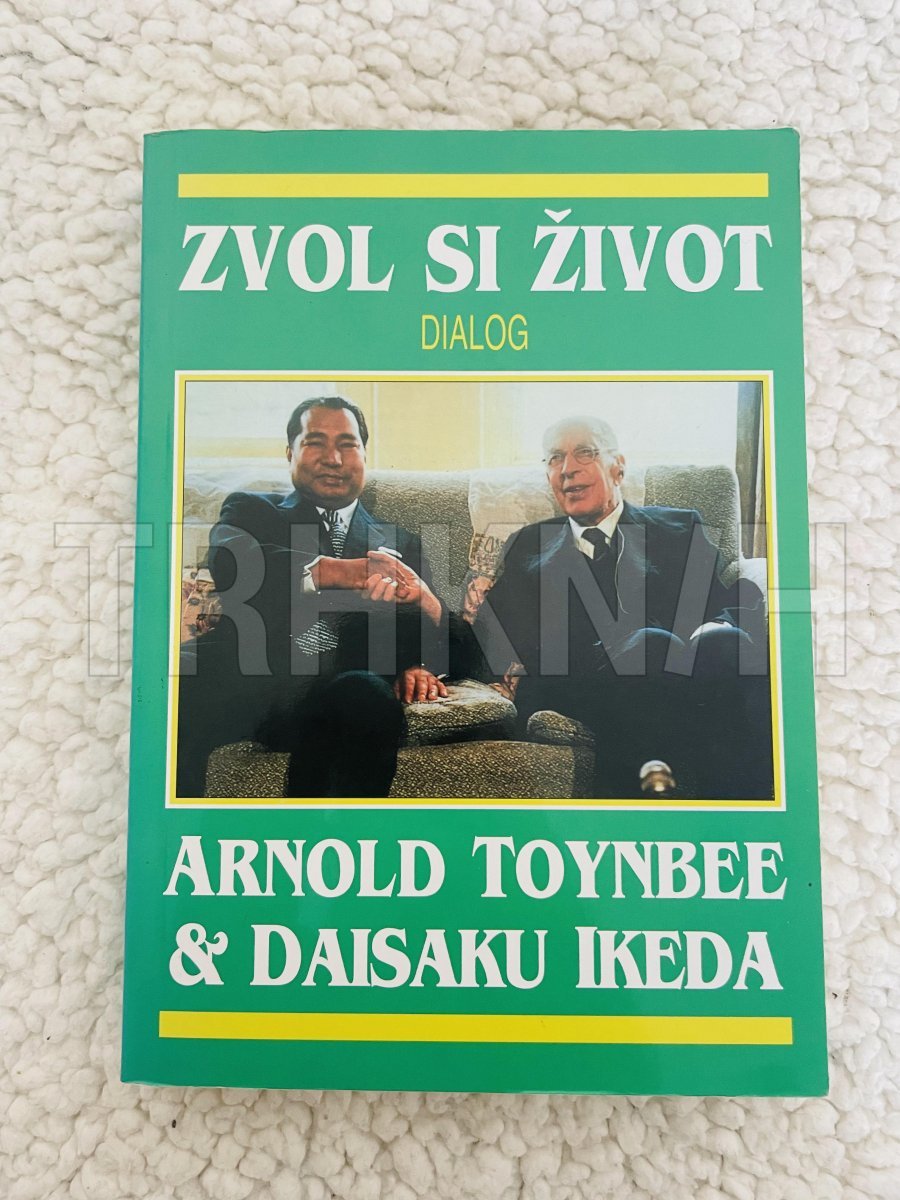 ZVOL SI ŽIVOT
DIALOG
TRHKNIH
ARNOLD TOYNBEE
& DAISAKU IKEDA